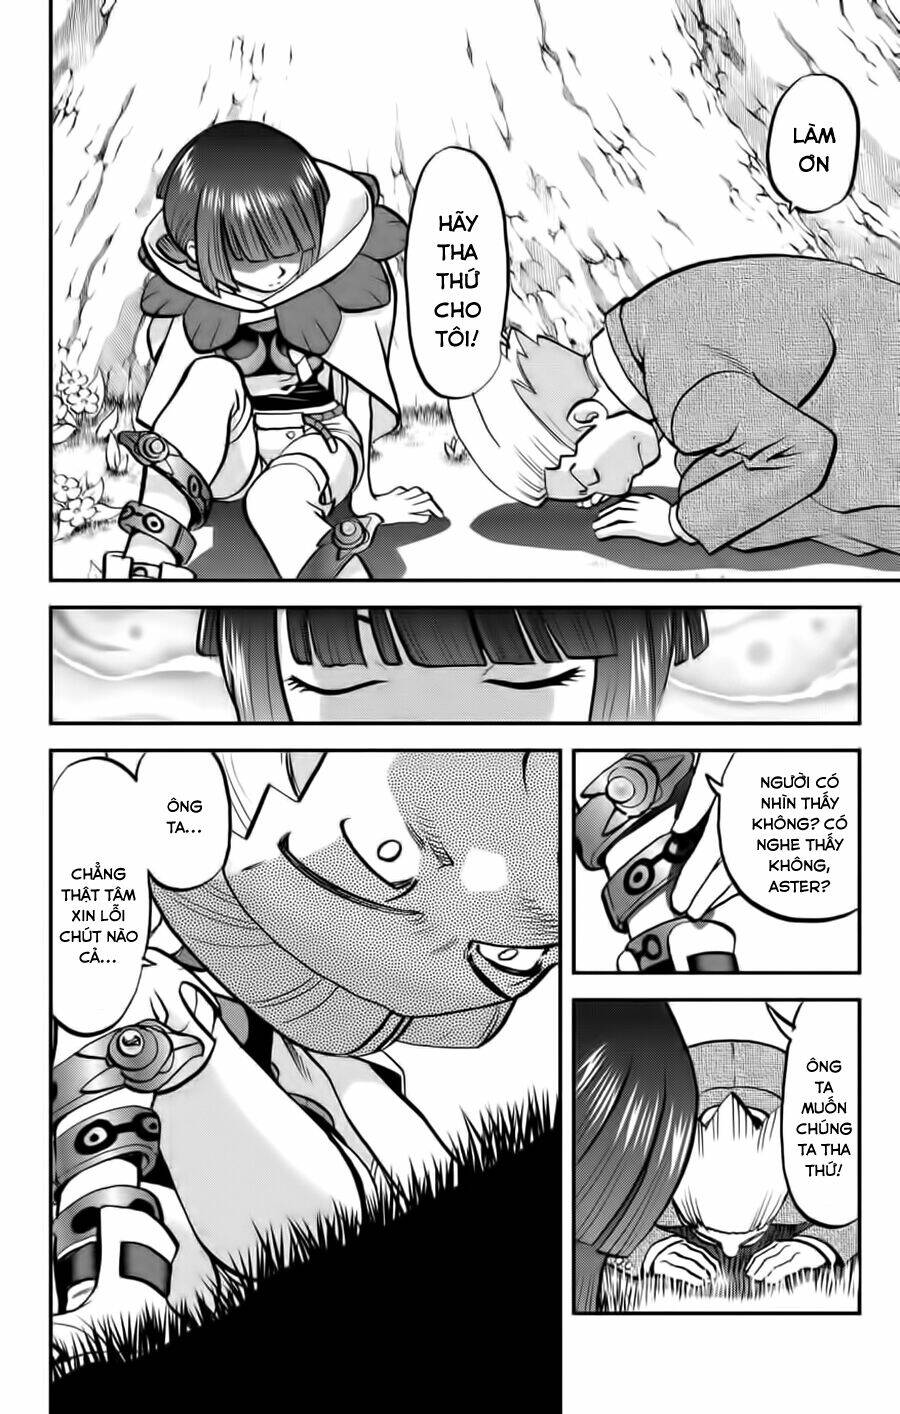 LÀM
ƠN
HÃY
THA
THỨ
CHO
TÔI!
NGƯỜI CÓ
NHÌN THẤY
KHÔNG? CÓ
NGHE THẤY
KHÔNG,
ASTER?
ÔNG
TA
MUỐN
CHÚNG
TA THA
THỨ!
ÔNG
TA...
CHẲNG
THẬT TÂM
XIN LỖI
CHÚT NÀO
CẢ...